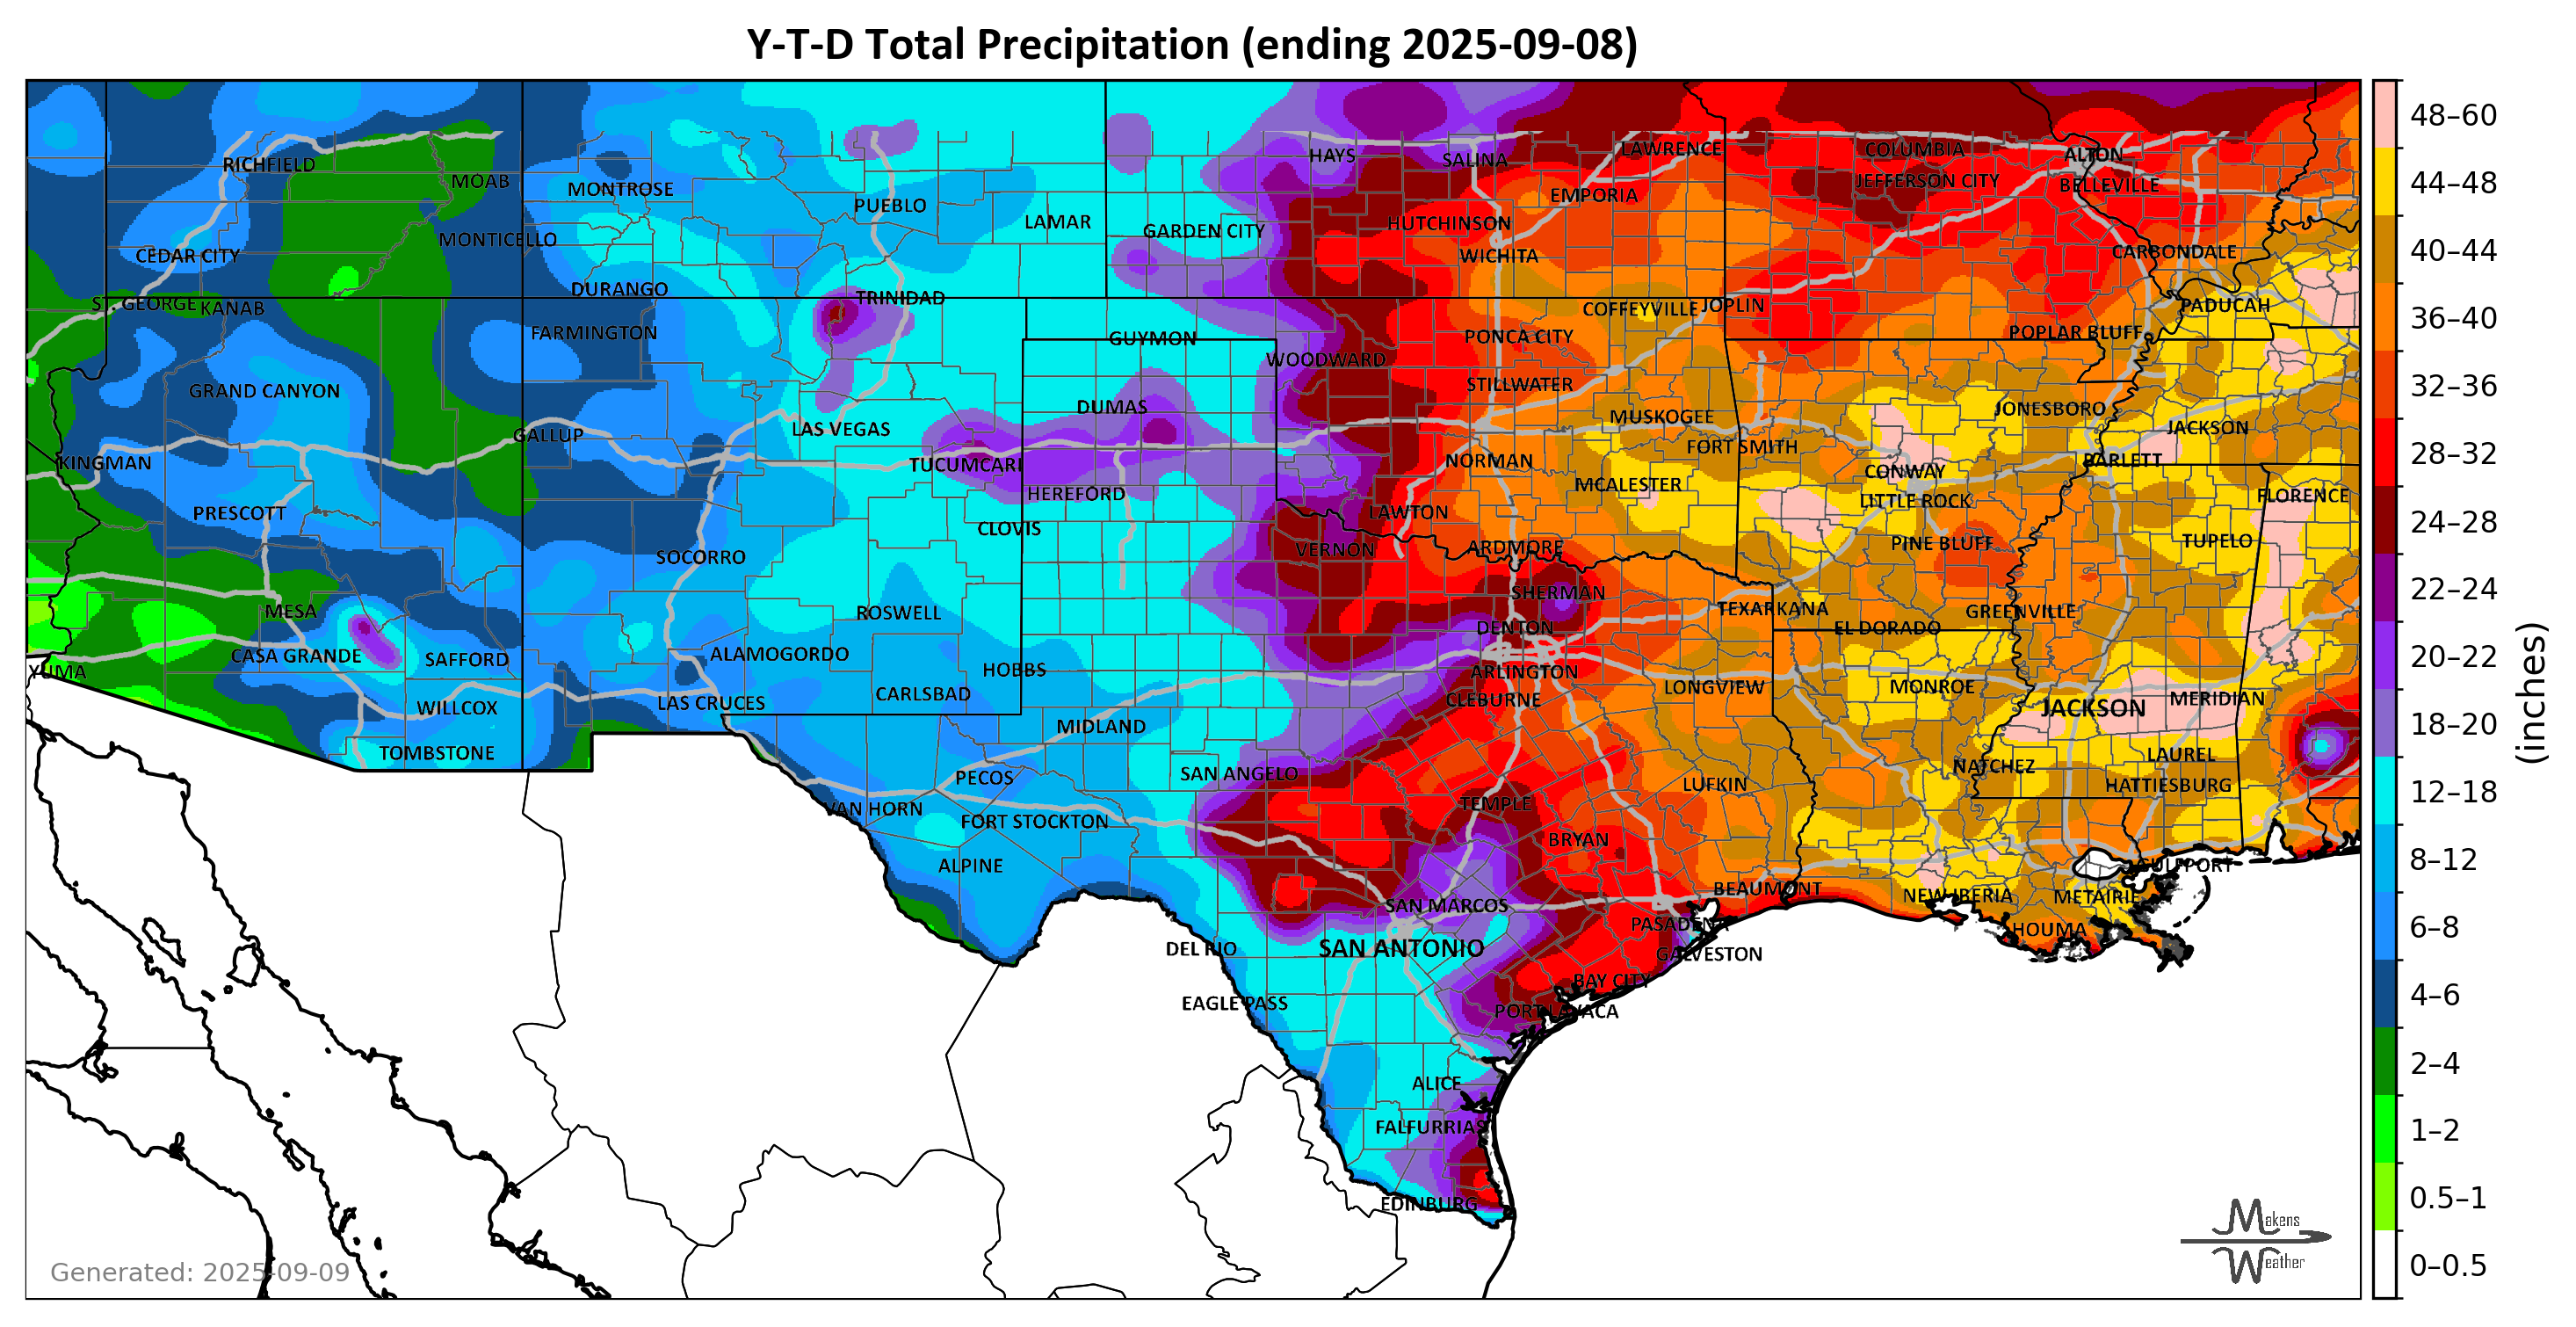 Y-T-D Total Precipitation (ending 2025-09-08)
RICHFIELD
MOAB
MONTROSE
PUEBLO
LAMAR
HAYS
SALINA
LAWRENCE
EMPORIA
COLUMBIA
JEFFERSON CITY
ALTON
BELLEVILLE
MONTICELLO
CEDAR CITY
GARDEN CITY
HUTCHINSON
WICHITA
CARBONDALE
ST. GEORGE
KANAB
DURANGO
TRINIDAD
FARMINGTON
GUYMON
WOODWARD
PONCA CITY
COFFEYVILLE
JOPLIN
POPLAR BLUFF
PADUCAH
GRAND CANYON
DUMAS
STILLWATER
MUSKOGEE
JONESBORO
JACKSON
KINGMAN
GALLUP
LAS VEGAS
TUCUMCARI
NORMAN
FORT SMITH
CONWAY
BARLETT
HEREFORD
MCALESTER
LITTLE ROCK
FLORENCE
PRESCOTT
CLOVIS
LAWTON
PINE BLUFF
TUPELO
SOCORRO
VERNON
ARDMORE
MESA
ROSWELL
SHERMAN
DENTON
TEXARKANA
EL DORADO
GREENVILLE
YUMA
CASA GRANDE
SAFFORD
ALAMOGORDO
HOBBS
ARLINGTON
CLEBURNE
LONGVIEW
MONROE
MERIDIAN
WILLCOX
LAS CRUCES
CARLSBAD
MIDLAND
JACKSON
TOMBSTONE
PECOS
SAN ANGELO
LUFKIN
NATCHEZ
LAUREL
HATTIESBURG
VAN HORN
FORT STOCKTON
TEMPLE
BRYAN
ALPINE
SAN MARCOS
BEAUMONT
NEW IBERIA
METAIRIE
GULFPORT
DEL RIO
SAN ANTONIO
PASADENA
GALVESTON
HOUMA
EAGLE PASS
BAY CITY
PORT LAVACA
ALICE
FALFURRIAS
EDINBURG
48–60
44–48
40–44
36–40
32–36
28–32
24–28
22–24
20–22
18–20
12–18
8–12
6–8
4–6
2–4
1–2
0.5–1
0–0.5
(inches)
Generated: 2025-09-09
Makens
Weather